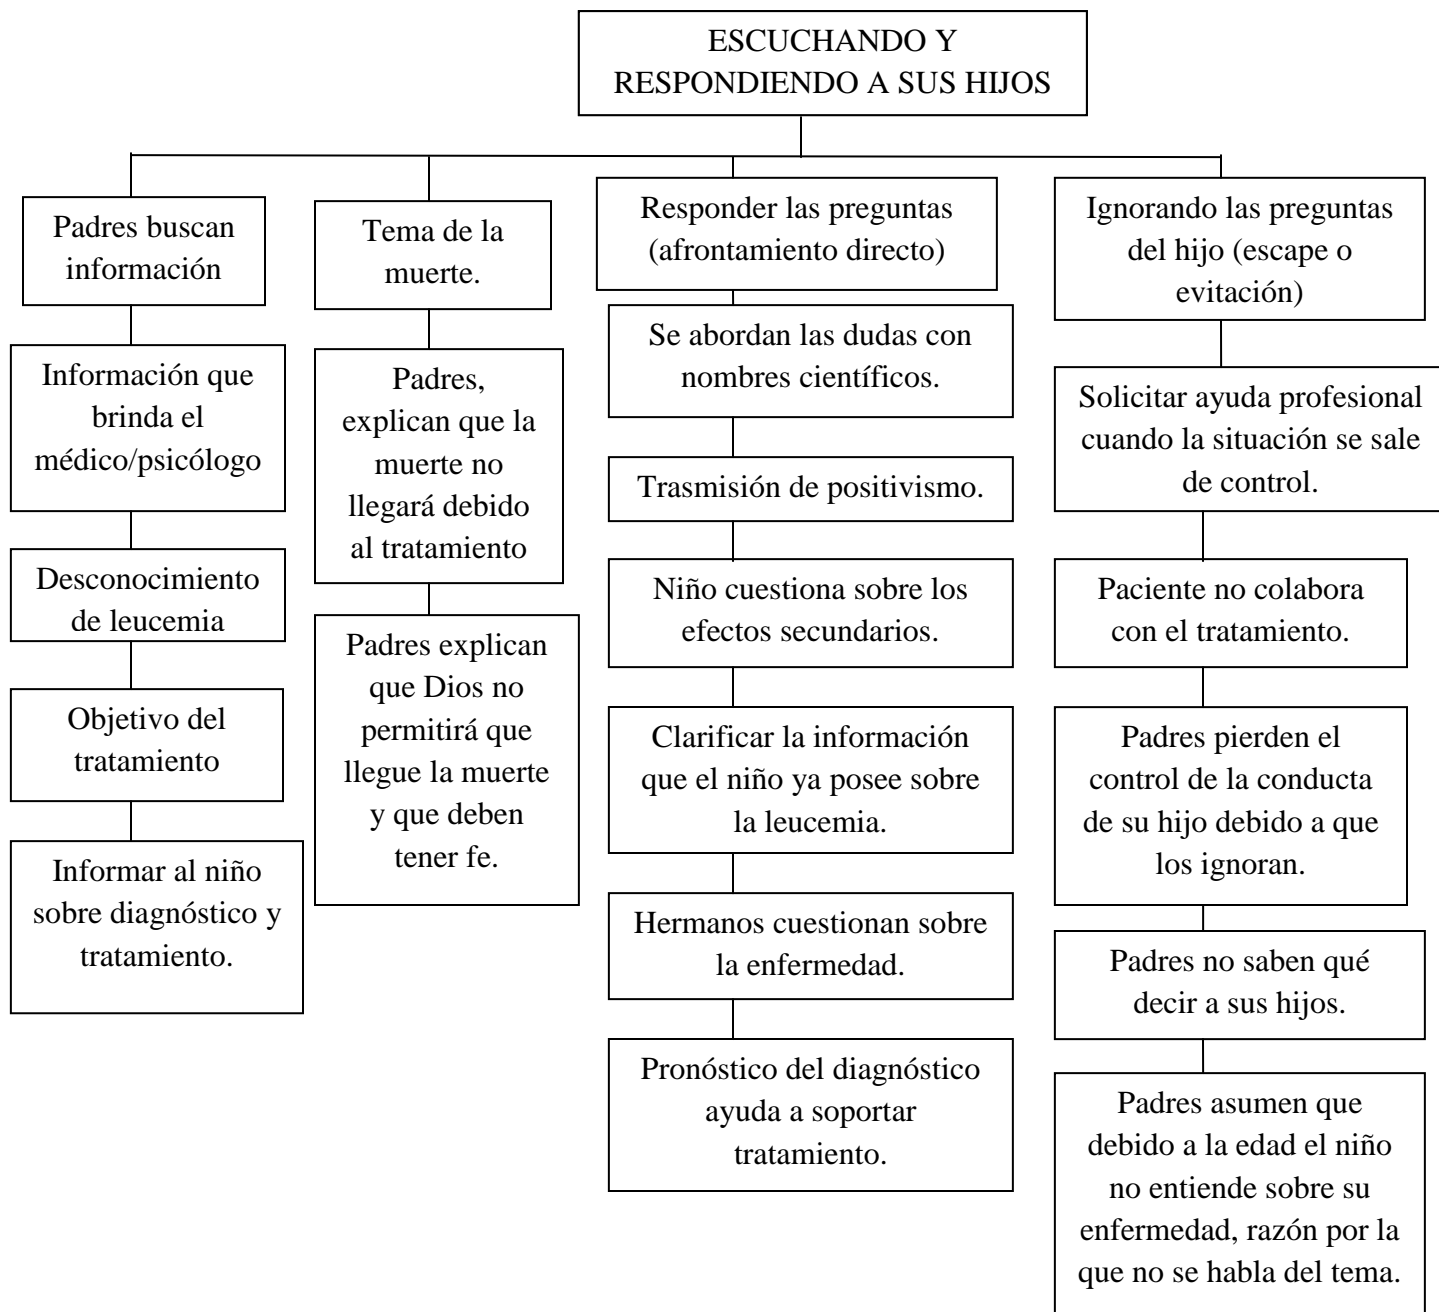 ESCUCHANDO Y
RESPONDIENDO A SUS HIJOS
Padres buscan
información
Información que
brinda el
médico/psicólogo
Desconocimiento
de leucemia
Objetivo del
tratamiento
Informar al niño
sobre diagnóstico y
tratamiento.
Tema de la
muerte.
Padres,
explican que la
muerte no
llegará debido
al tratamiento
Padres explican
que Dios no
permitirá que
llegue la muerte
y que deben
tener fe.
Responder las preguntas
(afrontamiento directo)
Se abordan las dudas con
nombres científicos.
Trasmisión de positivismo.
Niño cuestiona sobre los
efectos secundarios.
Clarificar la información
que el niño ya posee sobre
la leucemia.
Hermanos cuestionan sobre
la enfermedad.
Pronóstico del diagnóstico
ayuda a soportar
tratamiento.
Ignorando las preguntas
del hijo (escape o
evitación)
Solicitar ayuda profesional
cuando la situación se sale
de control.
Paciente no colabora
con el tratamiento.
Padres pierden el
control de la conducta
de su hijo debido a que
los ignoran.
Padres no saben qué
decir a sus hijos.
Padres asumen que
debido a la edad el niño
no entiende sobre su
enfermedad, razón por la
que no se habla del tema.